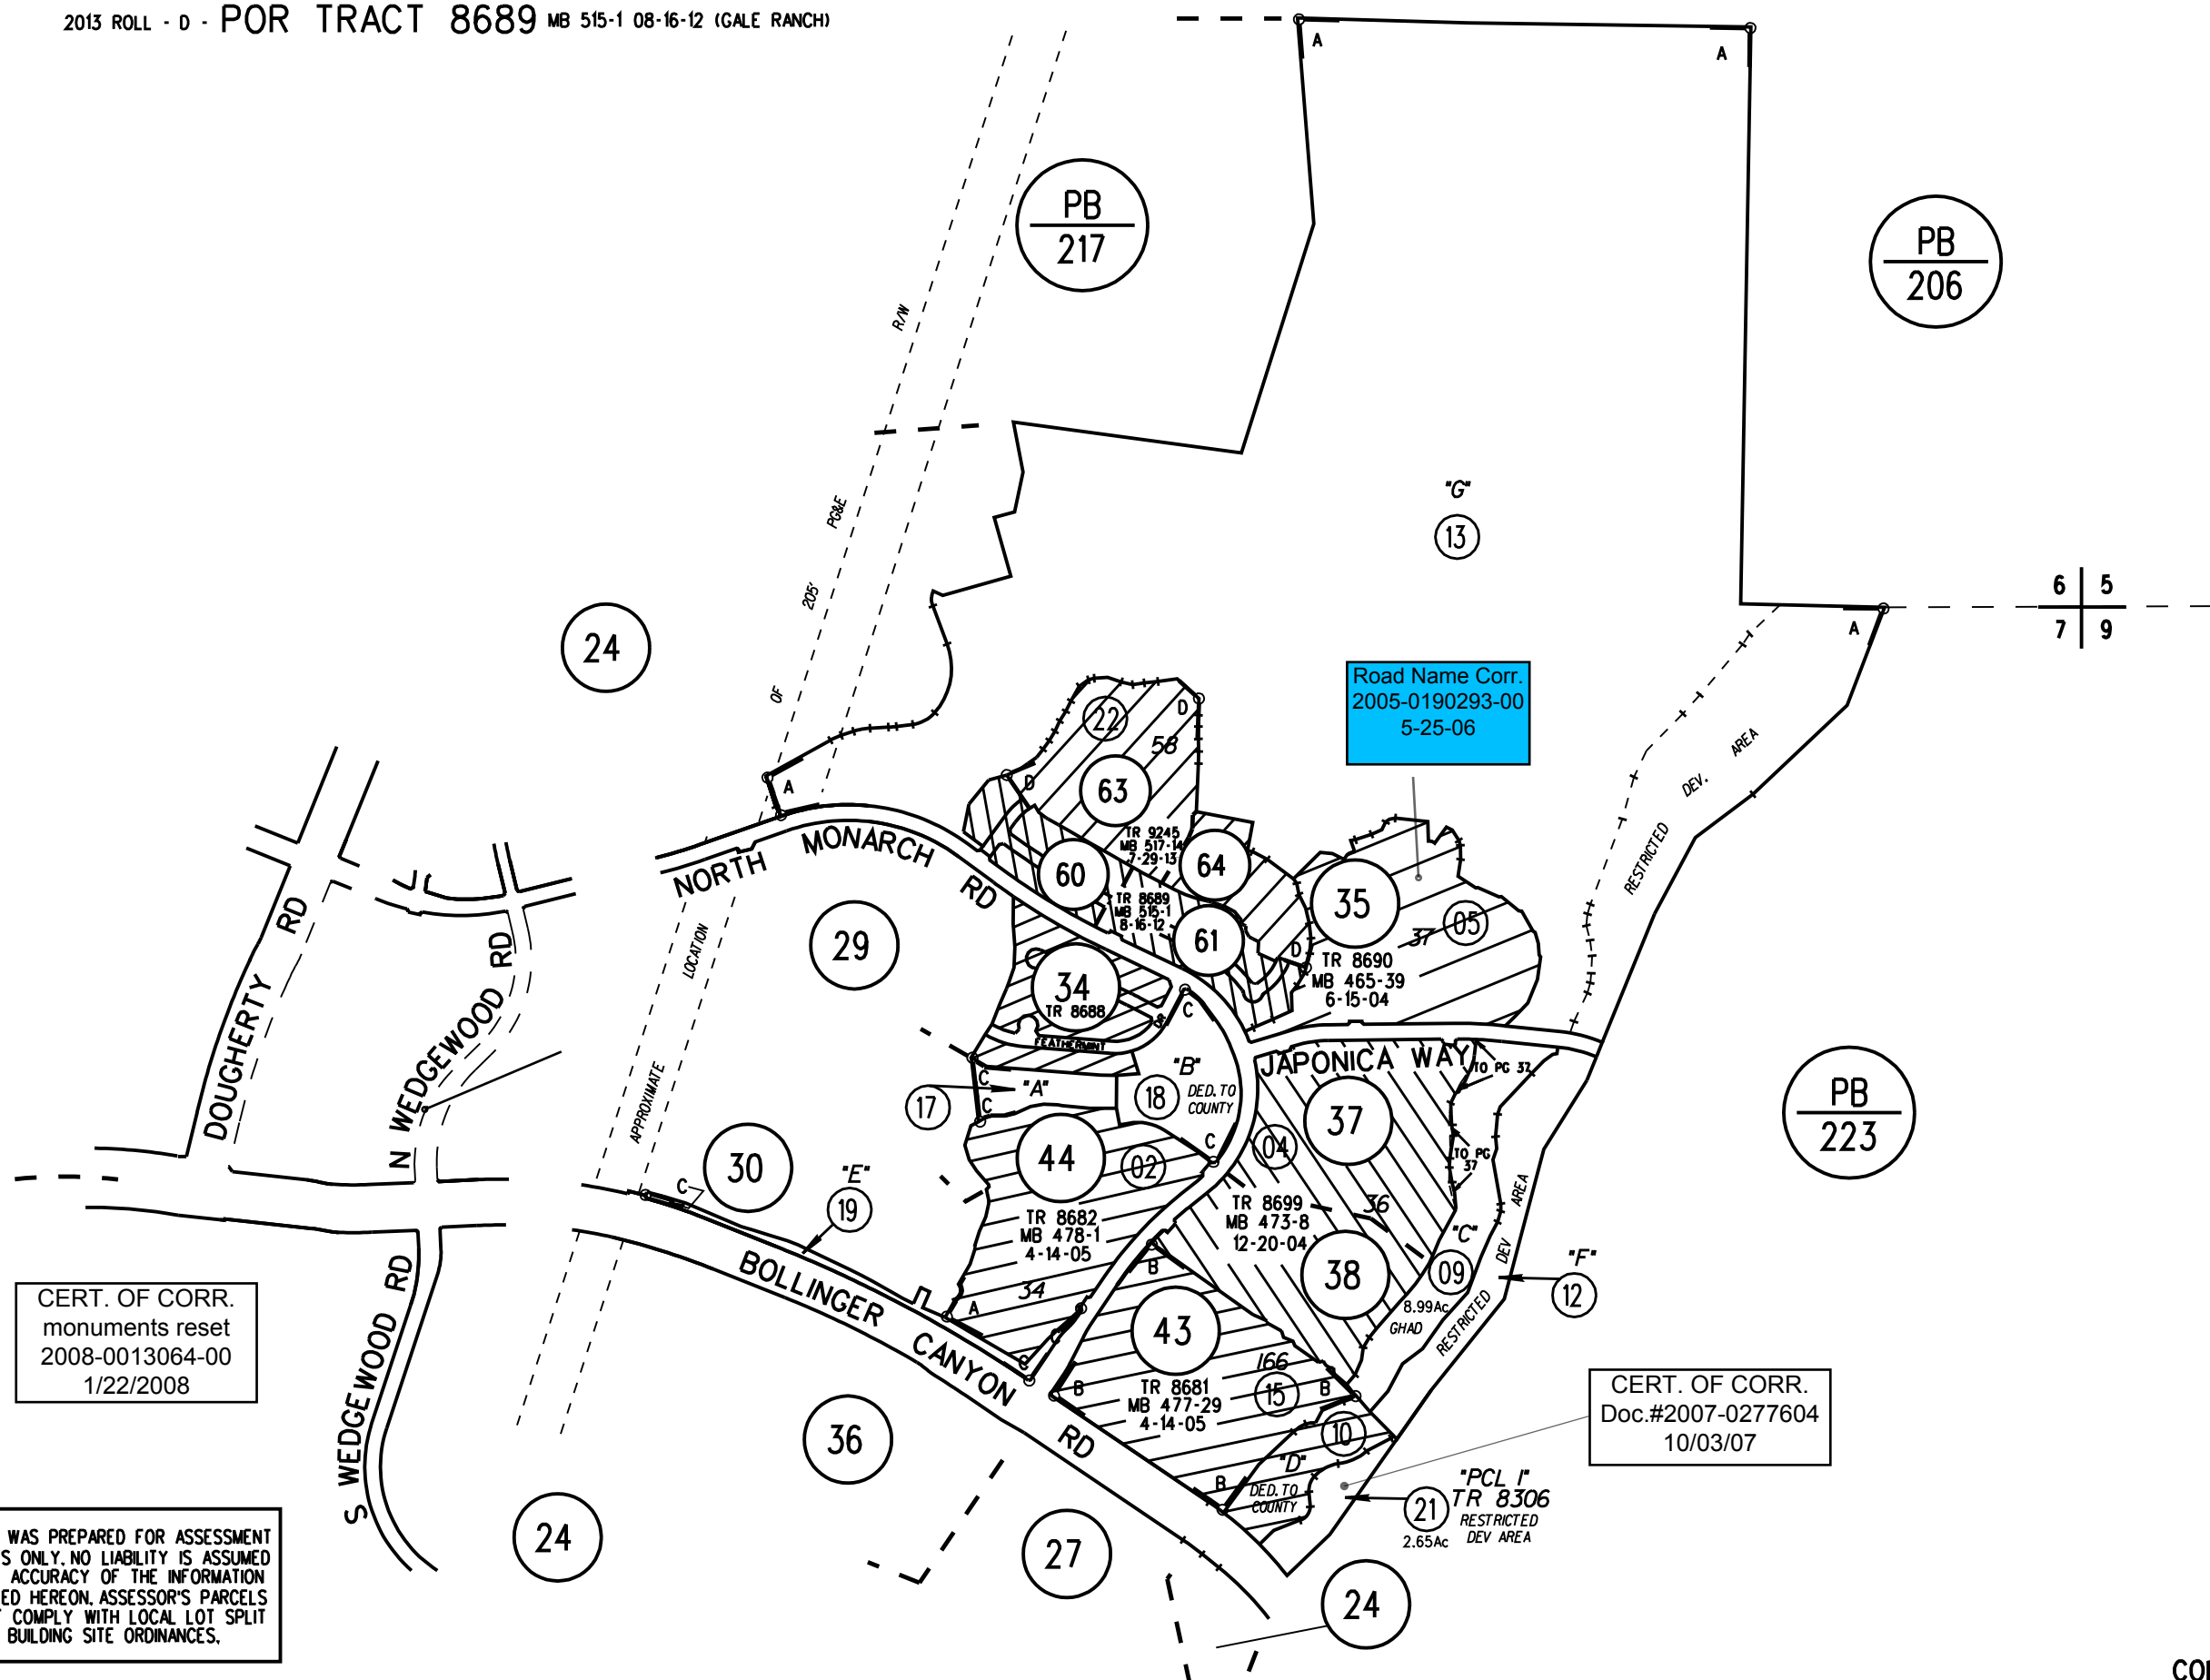 2013 ROLL - D - POR TRACT 8689 MB 515-1 08-16-12 (GALE RANCH)
A
A
PB
217
PB
206
R/W
PG&E
205'
OF
"G"
13
6 5
7 9
A
24
Road Name Corr.
2005-0190293-00
5-25-06
22
D
58
63
D
A
TR 9245
MB 517-14
7-29-13
64
60
TR 8689
MB 515-1
8-16-12
61
D
35
37
05
TR 8690
MB 465-39
6-15-04
RESTRICTED
DEV.
AREA
NORTH MONARCH RD
DOUGHERTY RD
N WEDGEWOOD RD
29
LOCATION
APPROXIMATE
34
TR 8688
C
FEATHERMINT
C
"A"
17
C
"B"
18
DED. TO
COUNTY
C
JAPONICA WAY
TO PG 37
37
TO PG
37
PB
223
30
C
"E"
19
44
02
04
TR 8682
MB 478-1
4-14-05
34
TR 8699
MB 473-8
12-20-04
36
38
"C"
09
8.99Ac
GHAD
RESTRICTED
DEV
AREA
"F"
12
A
C
C
B
43
166
TR 8681
MB 477-29
4-14-05
15
B
B
B
10
"D"
DED. TO
COUNTY
BOLLINGER CANYON RD
S WEDGEWOOD RD
CERT. OF CORR.
monuments reset
2008-0013064-00
1/22/2008
36
24
27
24
CERT. OF CORR.
Doc.#2007-0277604
10/03/07
"PCL I"
TR 8306
21
RESTRICTED
DEV AREA
2.65Ac
WAS PREPARED FOR ASSESSMENT
S ONLY. NO LIABILITY IS ASSUMED
ACCURACY OF THE INFORMATION
ED HEREON. ASSESSOR'S PARCELS
COMPLY WITH LOCAL LOT SPLIT
BUILDING SITE ORDINANCES.